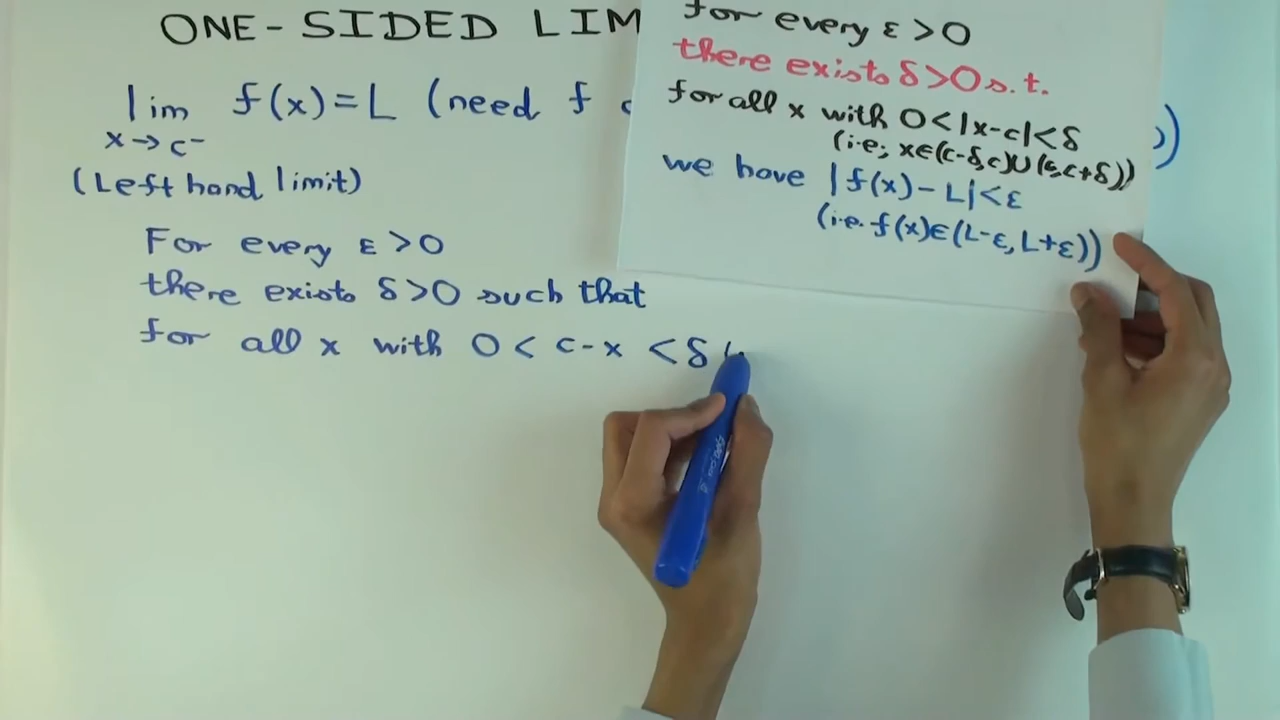 ONE-SIDED LIM
lim f(x)=L (need f
x→c-
(Left hand limit)
For every ε>0
there exists δ>0 such that
for all x with 0< c-x <δ
for every ε>0
there exists δ>0 s.t.
for all x with 0<|x-c|<δ
(i.e; x∈(c-δ,c)∪(c,c+δ))
we have |f(x)-L|<ε
(i.e. f(x)∈(L-ε,L+ε))